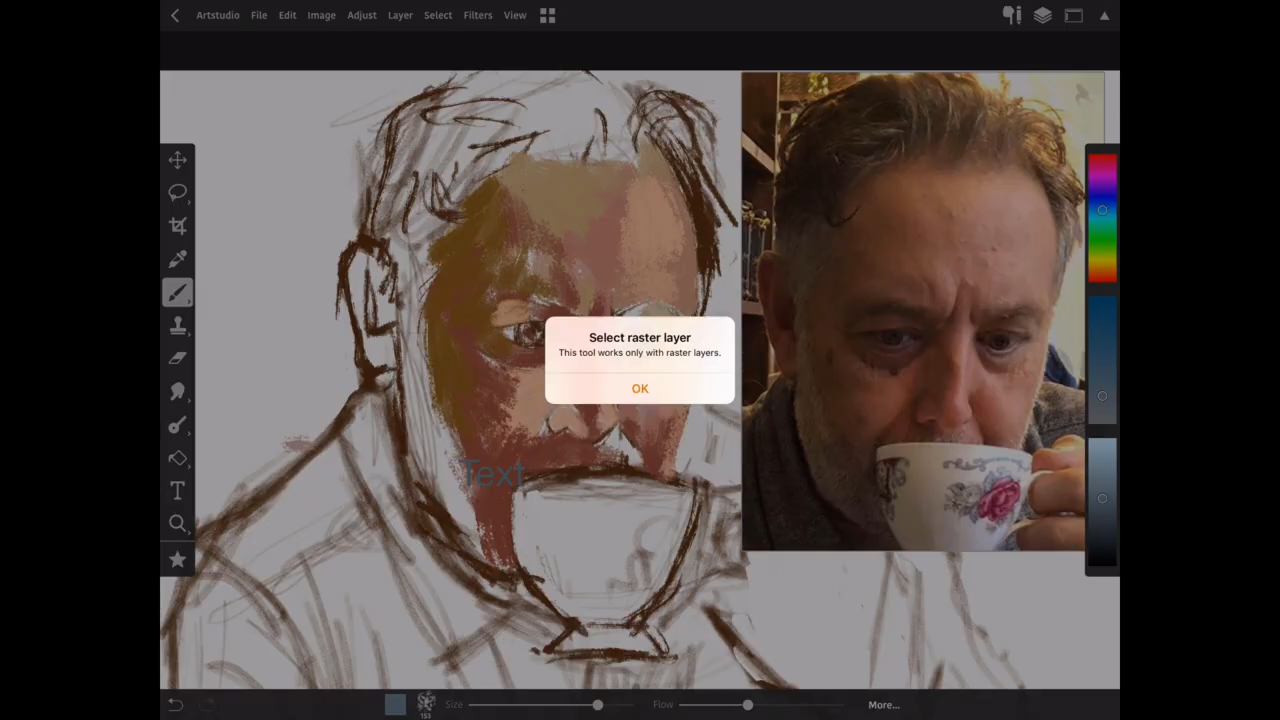 Artstudio File Edit Image Adjust Layer Select Filters View
Select raster layer
This tool works only with raster layers.
OK
Text
T
153
Size
Flow
More...